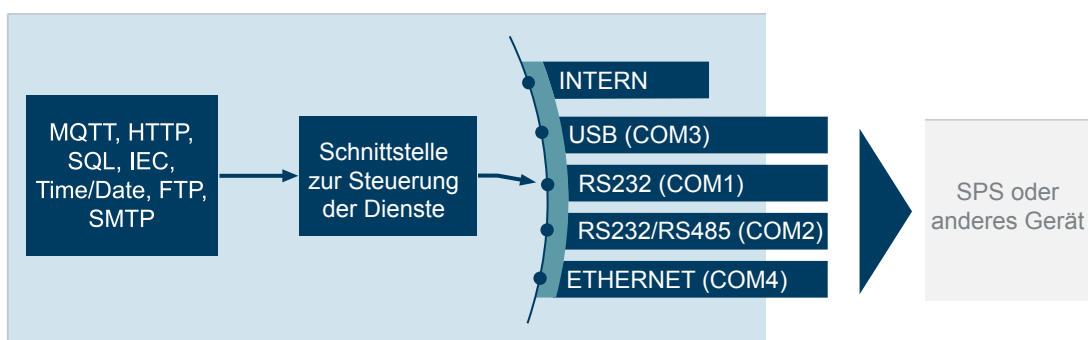 MQTT, HTTP,
SQL, IEC,
Time/Date, FTP,
SMTP
Schnittstelle
zur Steuerung
der Dienste
INTERN
USB (COM3)
RS232 (COM1)
RS232/RS485 (COM2)
ETHERNET (COM4)
SPS oder
anderes Gerät